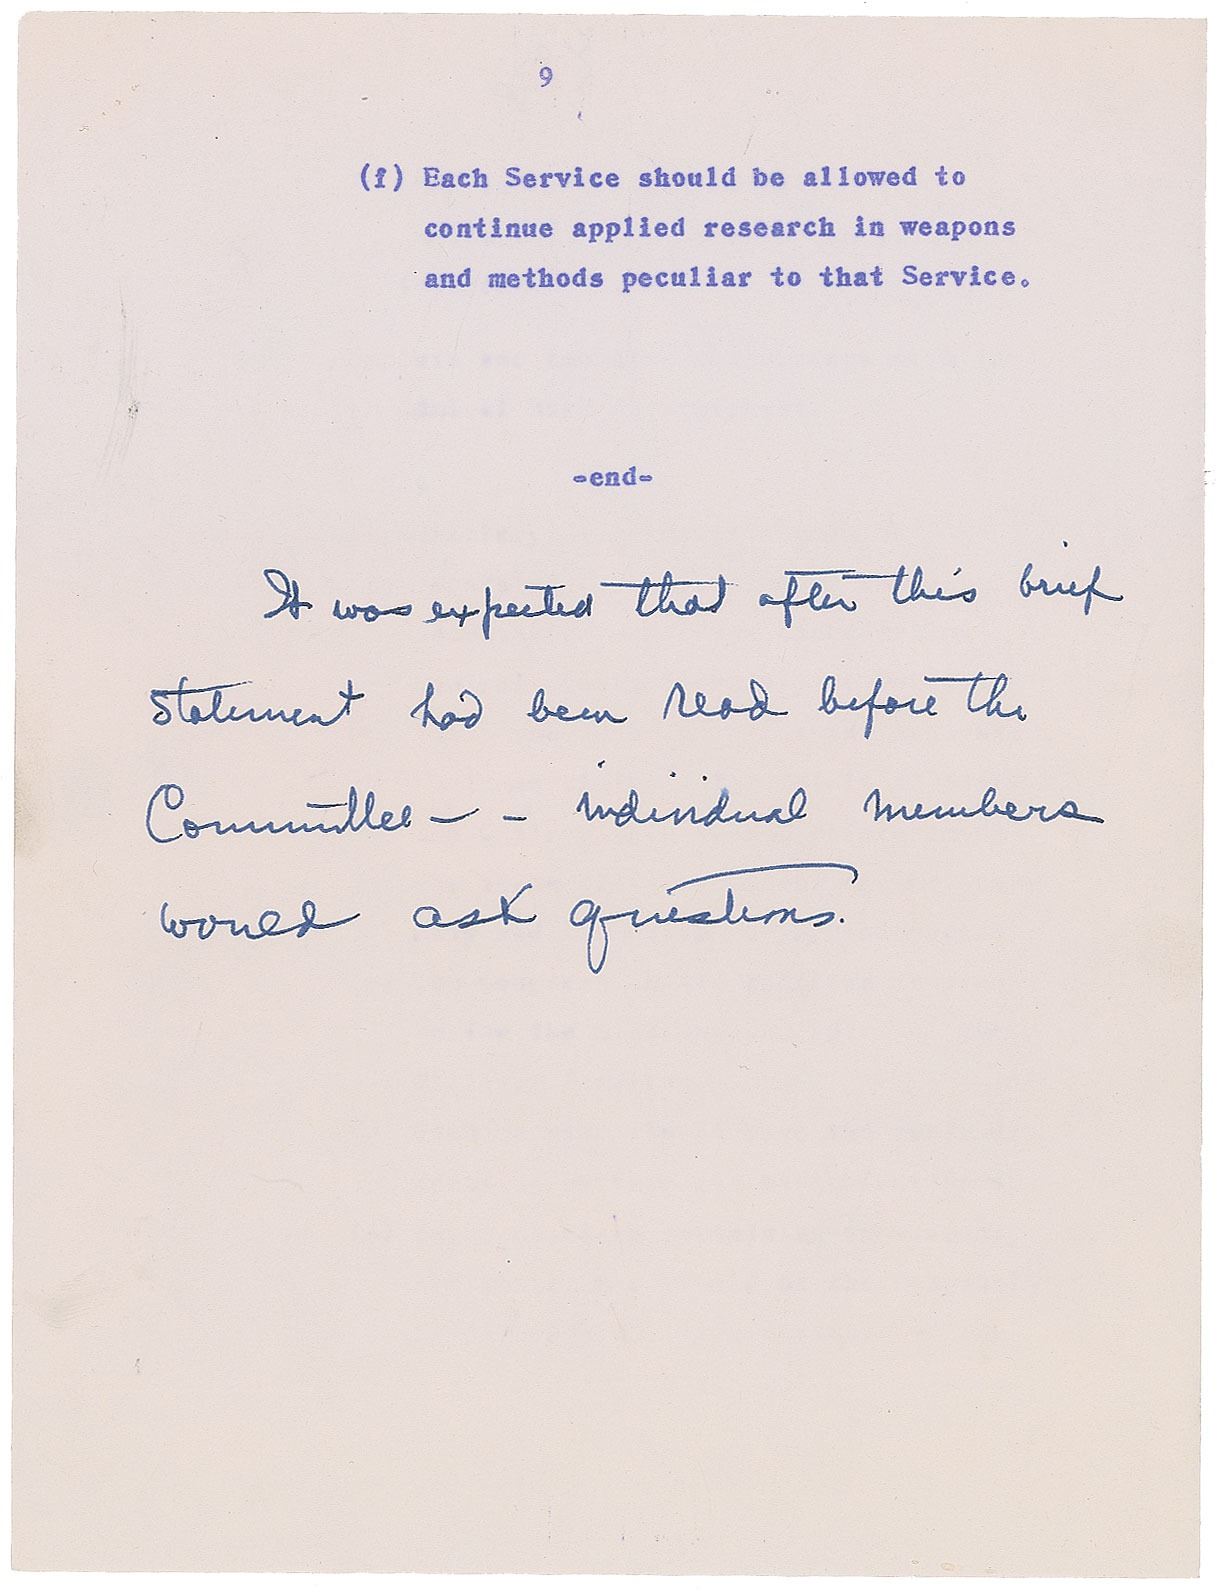 9
(f) Each Service should be allowed to
continue applied research in weapons
and methods peculiar to that Service.
-end-
It was expected that after this brief
statement had been read before the
Committee - - individual members
would ask questions.